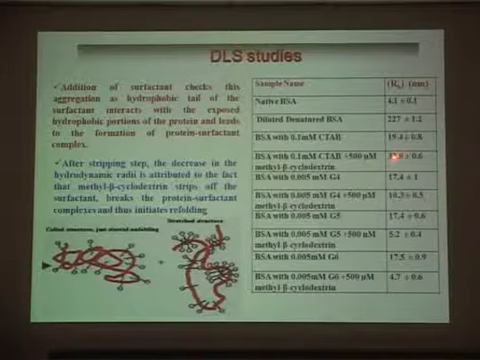 DLS studies
✓Addition of surfactant checks this
aggregation as hydrophobic tail of the
surfactant interacts with the exposed
hydrophobic portions of the protein and leads
to the formation of protein-surfactant
complex.
✓After stripping step, the decrease in the
hydrodynamic radii is attributed to the fact
that methyl-β-cyclodextrin strips off the
surfactant, breaks the protein-surfactant
complexes and thus initiates refolding
Stretched structure
Coiled structure, just started unfolding
+
Sample Name (Rh) (nm)
Native BSA 4.1 ± 0.1
Diluted Denatured BSA 227 ± 1.2
BSA with 0.1mM CTAB 19.4 ± 0.8
BSA with 0.1mM CTAB +500 μM ± 0.6
methyl-β-cyclodextrin
BSA with 0.005 mM G4 17.4 ± 1
BSA with 0.005 mM G4 +500 μM 10.3 ± 0.5
methyl-β-cyclodextrin
BSA with 0.005 mM G5 17.4 ± 0.6
BSA with 0.005 mM G5 +500 μM 5.2 ± 0.4
methyl-β-cyclodextrin
BSA with 0.005mM G6 17.5 ± 0.9
BSA with 0.005mM G6 +500 μM 4.7 ± 0.6
methyl-β-cyclodextrin